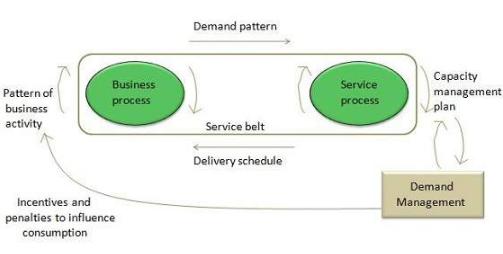 Demand pattern
Business
process
Service
process
Pattern of
business
activity
Capacity
management
plan
Service belt
Delivery schedule
Demand
Management
Incentives and
penalties to influence
consumption